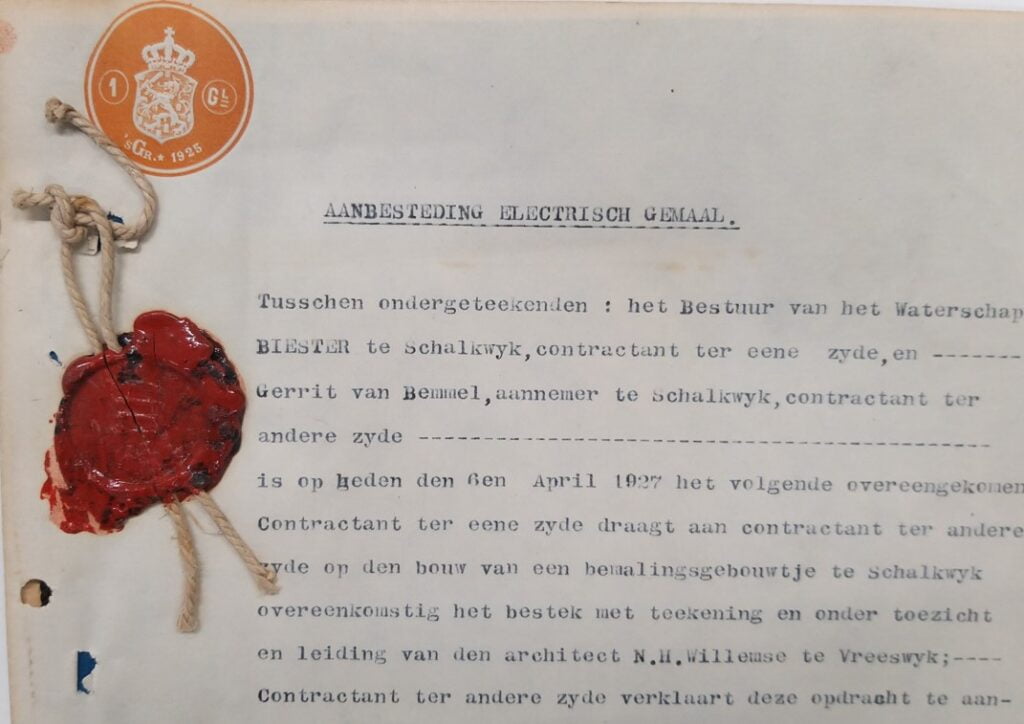 1 GL
'sGR.★ 1925
AANBESTEDING ELECTRISCH GEMAAL.
Tusschen ondergeteekenden : het Bestuur van het Waterschap
BIESTER te Schalkwyk,contractant ter eene zyde,en -------
Gerrit van Bemmel,aannemer te Schalkwyk,contractant ter
andere zyde --------------------------------------------
is op heden den 6en April 1927 het volgende overeengekomen
Contractant ter eene zyde draagt aan contractant ter andere
zyde op den bouw van een bemalingsgebouwtje te Schalkwyk
overeenkomstig het bestek met teekening en onder toezicht
en leiding van den architect N.H.Willemse te Vreeswyk;----
Contractant ter andere zyde verklaart deze opdracht te aan-